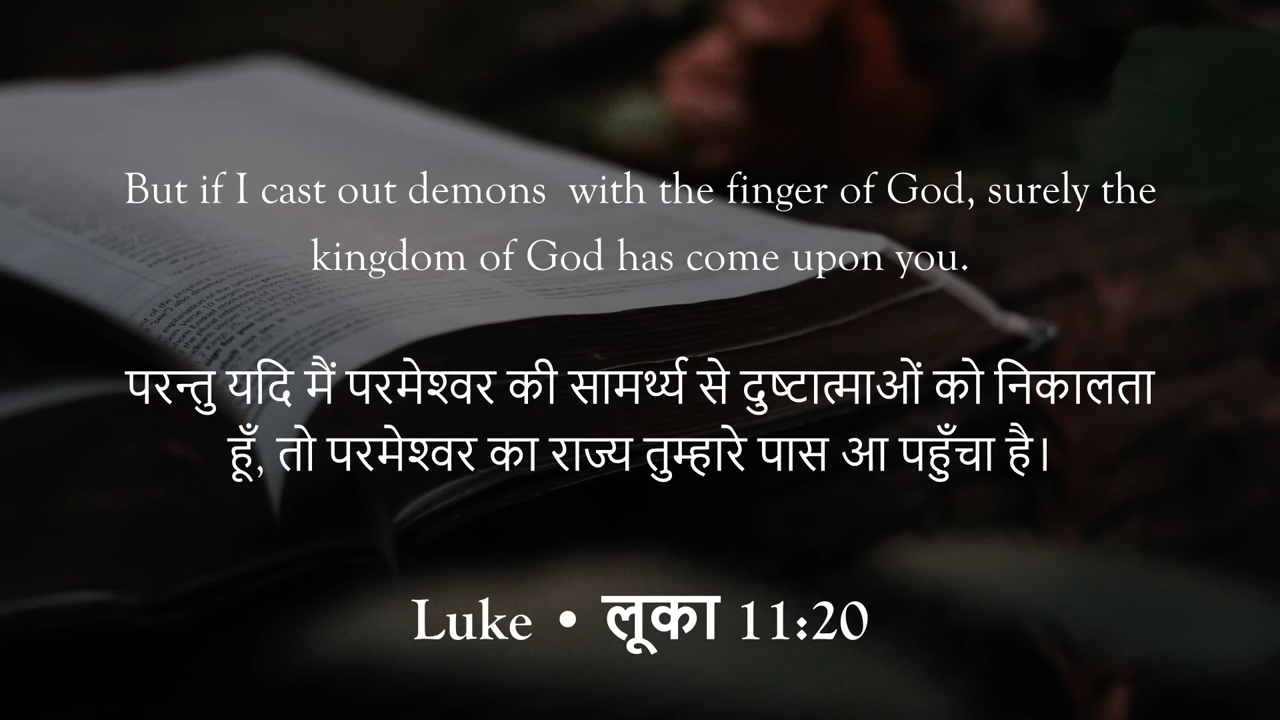 But if I cast out demons  with the finger of God, surely the
kingdom of God has come upon you.
परन्तु यदि मैं परमेश्वर की सामर्थ्य से दुष्टात्माओं को निकालता
हूँ, तो परमेश्वर का राज्य तुम्हारे पास आ पहुँचा है।
Luke • लूका 11:20